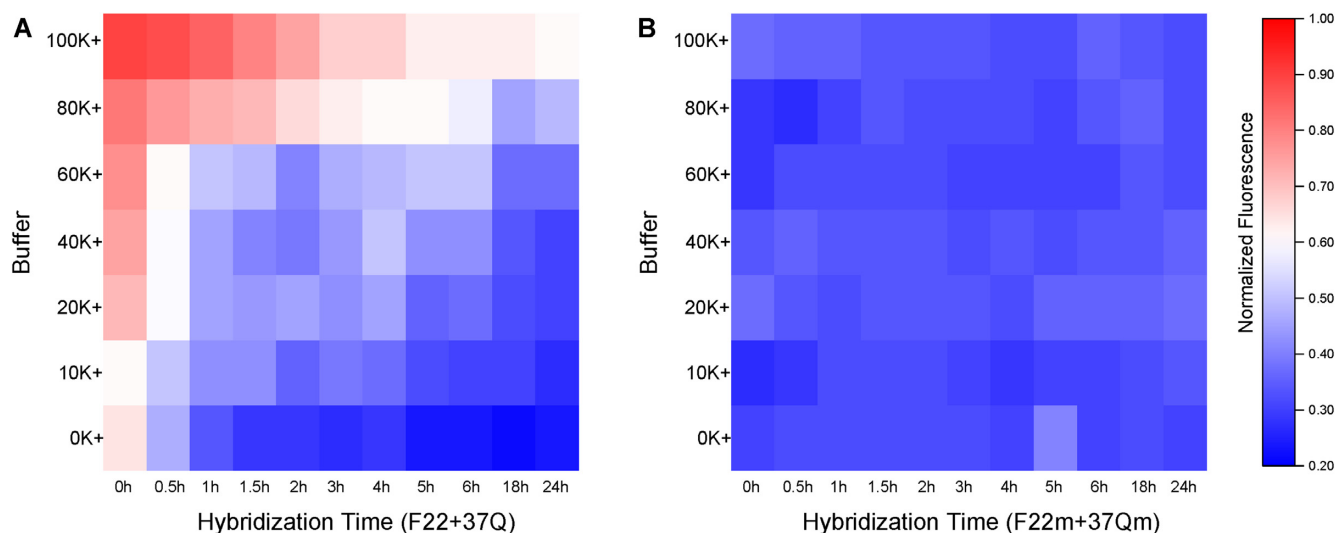 A
Buffer
100K+
80K+
60K+
40K+
20K+
10K+
0K+
0h 0.5h 1h 1.5h 2h 3h 4h 5h 6h 18h 24h
Hybridization Time (F22+37Q)
B
Buffer
100K+
80K+
60K+
40K+
20K+
10K+
0K+
0h 0.5h 1h 1.5h 2h 3h 4h 5h 6h 18h 24h
Hybridization Time (F22m+37Qm)
Normalized Fluorescence
1.00
0.90
0.80
0.70
0.60
0.50
0.40
0.30
0.20